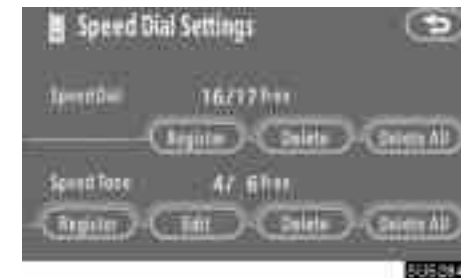 Speed Dial Settings
Speed Dial 16/17 Free
Register Delete Delete All
Speed Tone 4/ 6 Free
Register Edit Delete Delete All